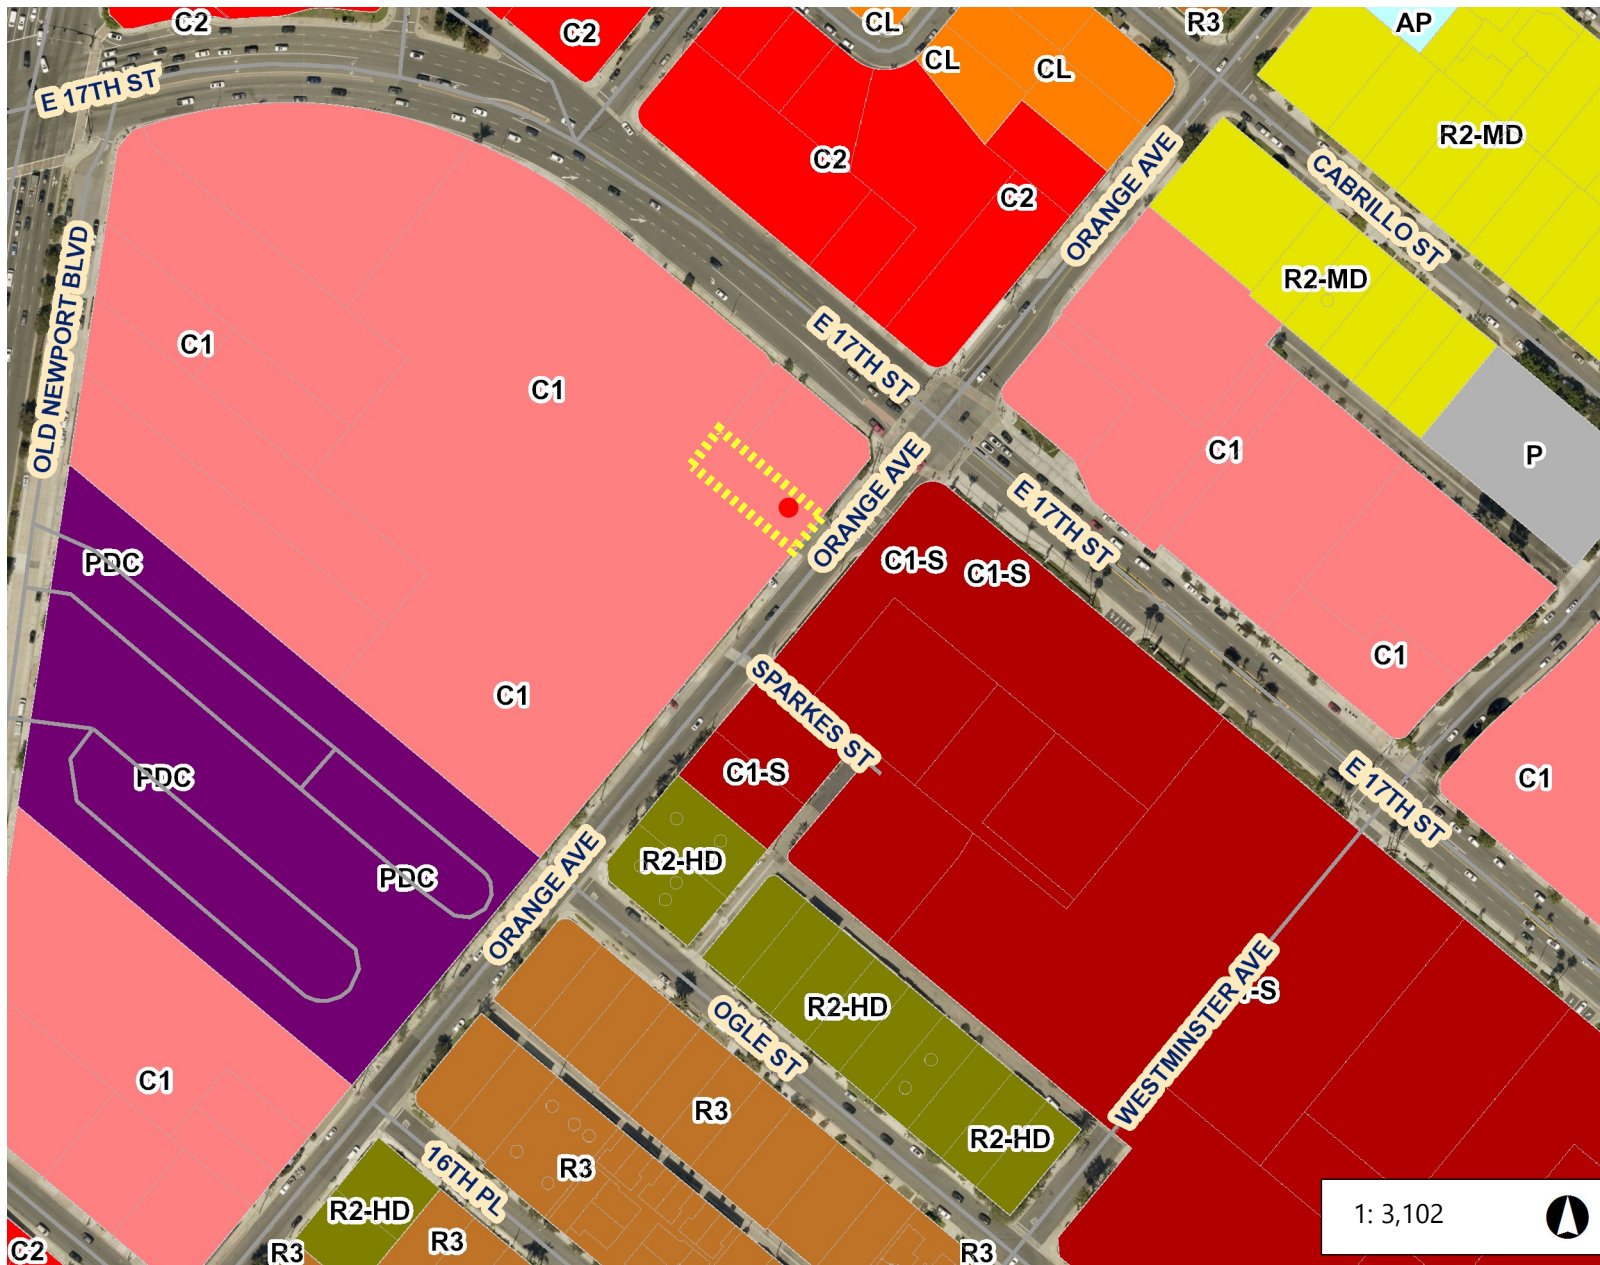 C2
CL
R3
AP
C2
CL
CL
E 17TH ST
R2-MD
C2
C2
ORANGE AVE
CABRILLO ST
R2-MD
OLD NEWPORT BLVD
C1
C1
E 17TH ST
C1
P
ORANGE AVE
E 17TH ST
C1-S
C1-S
PDC
C1
C1
SPARKES ST
C1-S
PDC
C1
E 17TH ST
R2-HD
PDC
ORANGE AVE
-S
WESTMINSTER AVE
R2-HD
OGLE ST
C1
R3
R2-HD
R3
16TH PL
R2-HD
R3
C2
R3
R3
1: 3,102